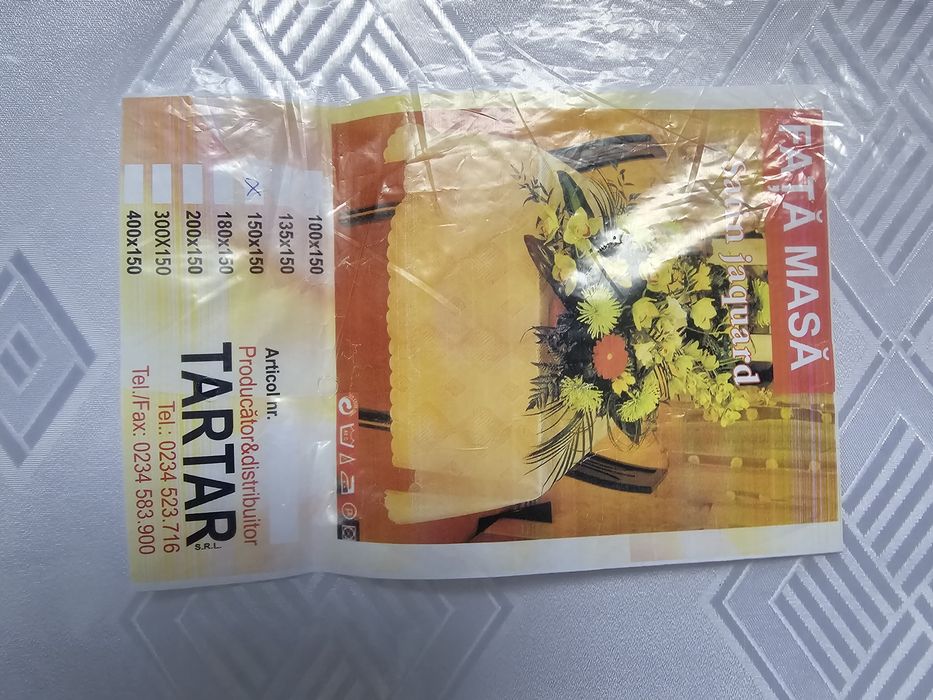 FAȚĂ MASĂ
Saten jaquard
100x150
135x150
150x150
180x150
200x150
300X150
400x150
Articol nr.
Producător&distribuitor
TARTAR
S.R.L.
Tel.: 0234 523.716
Tel./Fax: 0234 583.900